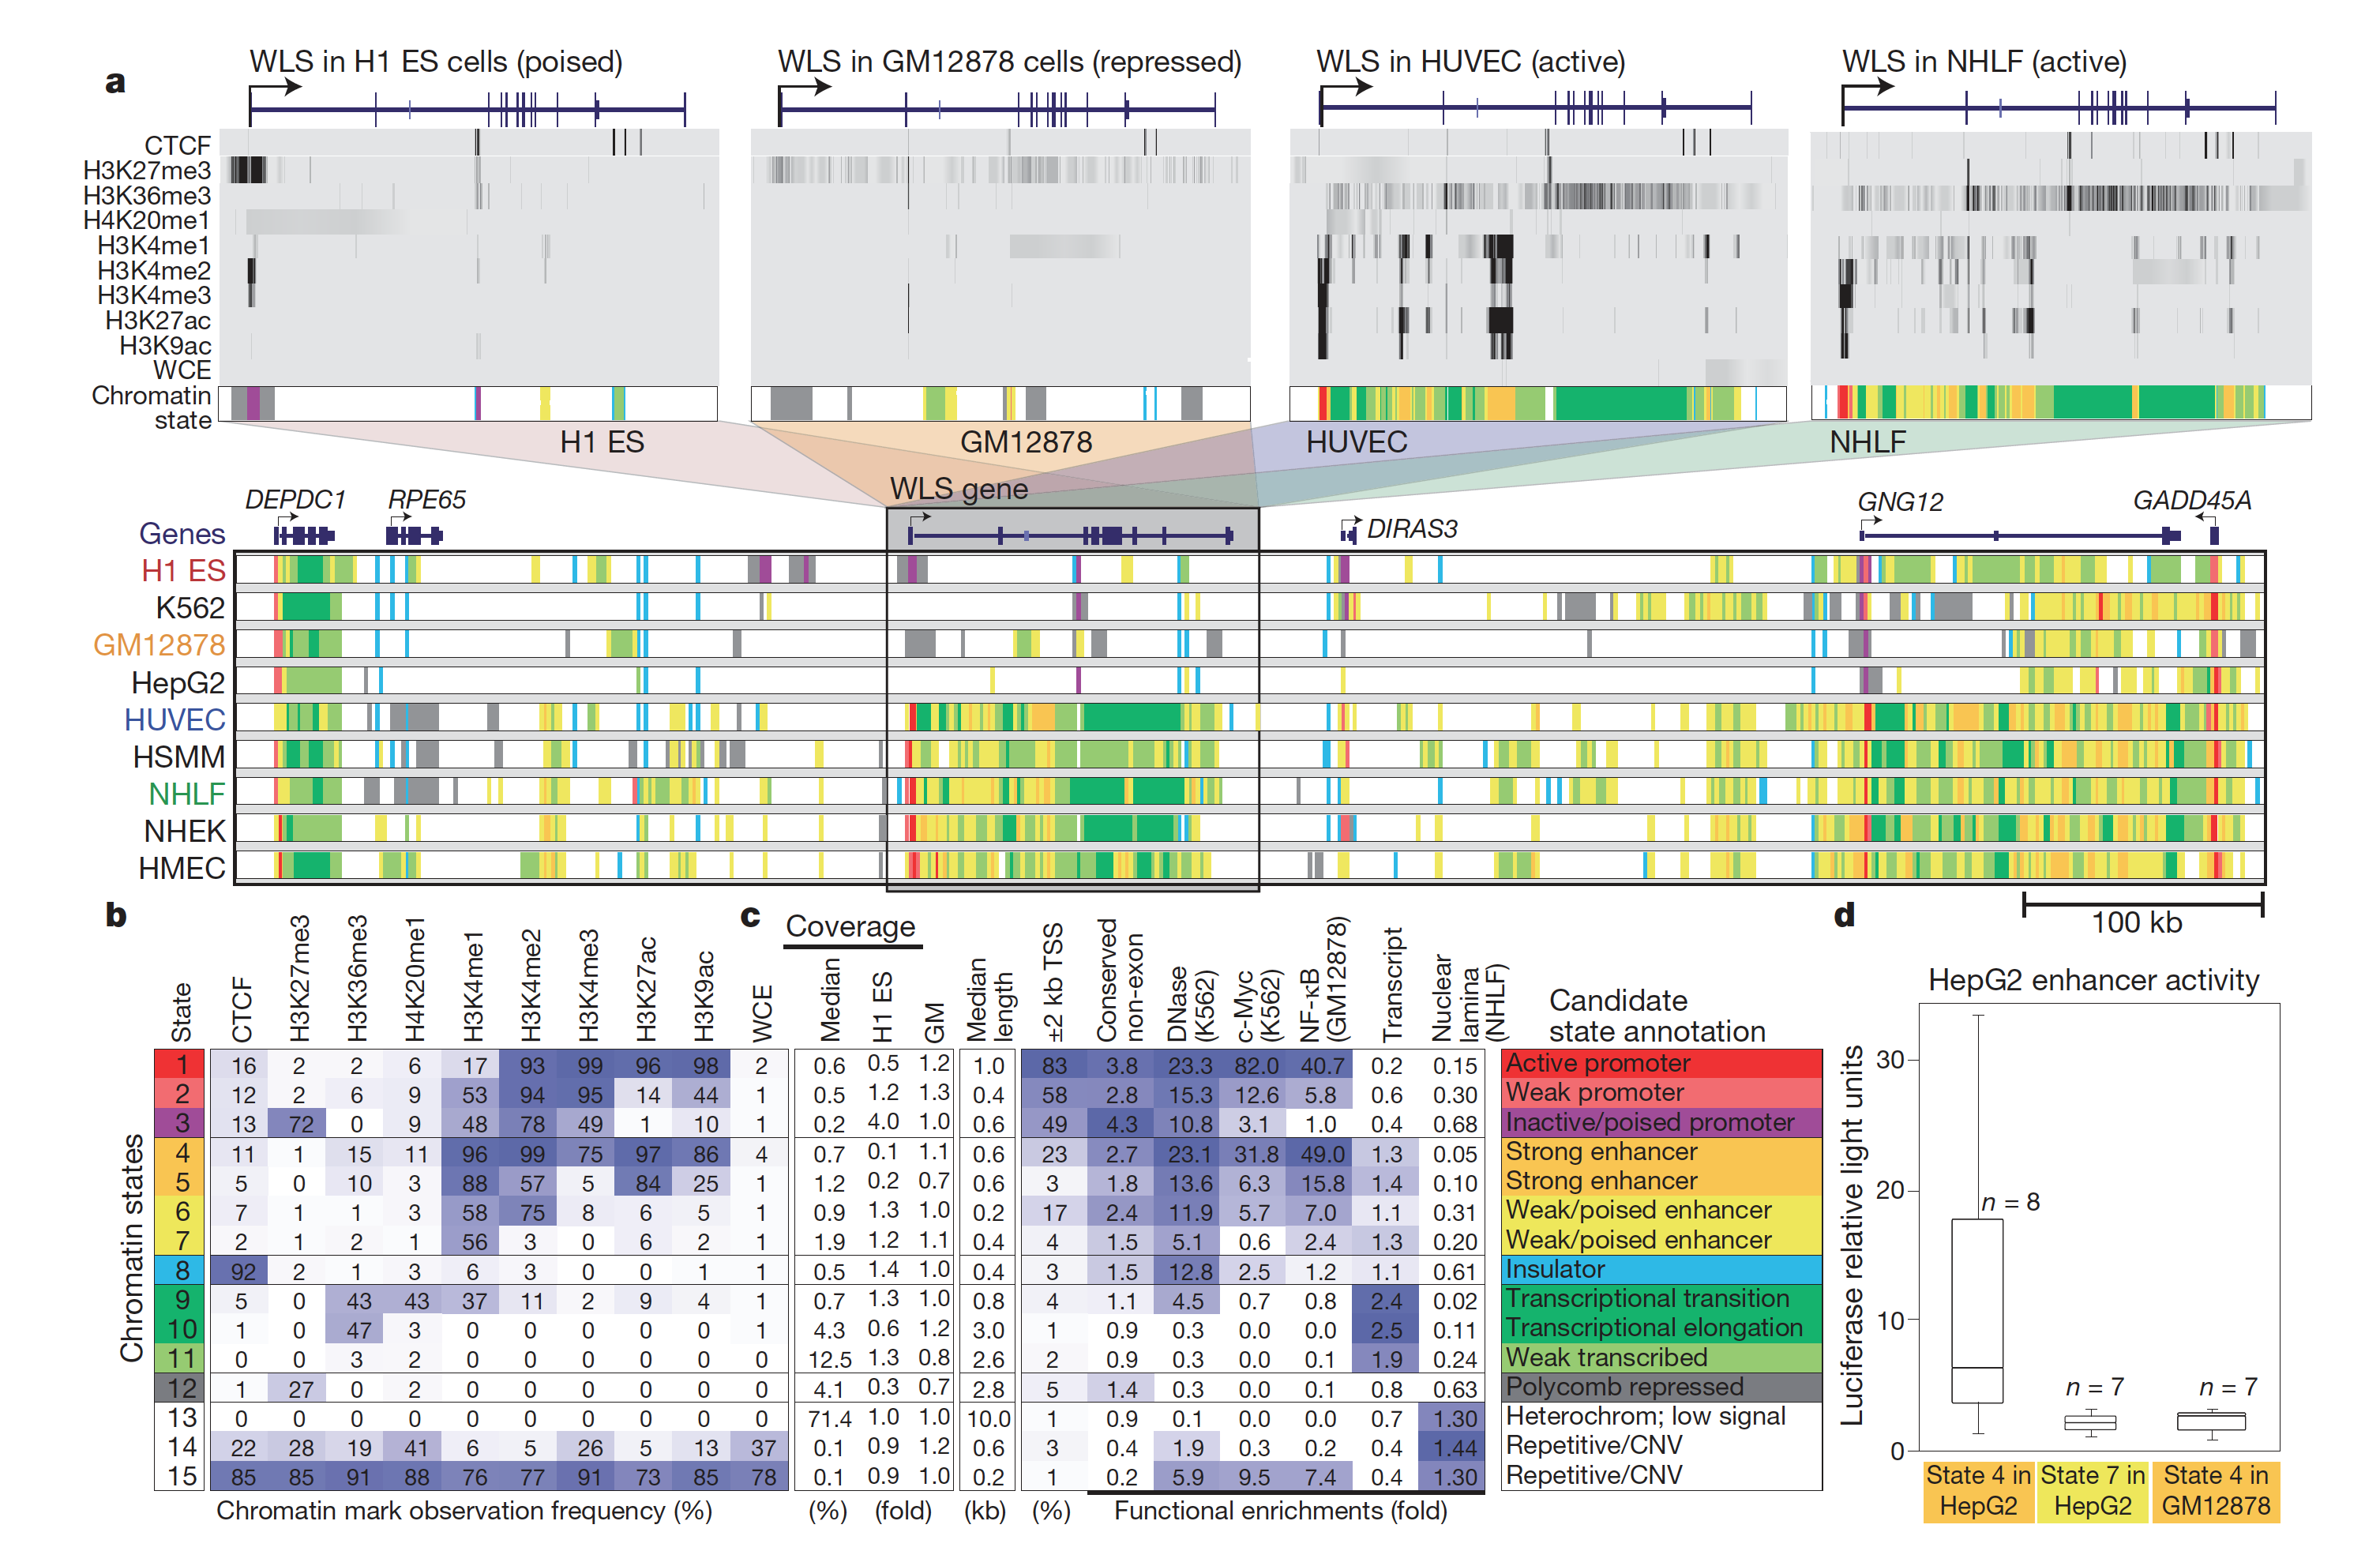 a
WLS in H1 ES cells (poised)
WLS in GM12878 cells (repressed)
WLS in HUVEC (active)
WLS in NHLF (active)
CTCF
H3K27me3
H3K36me3
H4K20me1
H3K4me1
H3K4me2
H3K4me3
H3K27ac
H3K9ac
WCE
Chromatin
state
H1 ES
GM12878
HUVEC
NHLF
WLS gene
DEPDC1
RPE65
DIRAS3
GNG12
GADD45A
Genes
H1 ES
K562
GM12878
HepG2
HUVEC
HSMM
NHLF
NHEK
HMEC
100 kb
b
Chromatin states
State CTCF H3K27me3 H3K36me3 H4K20me1 H3K4me1 H3K4me2 H3K4me3 H3K27ac H3K9ac WCE
1 16 2 2 6 17 93 99 96 98 2
2 12 2 6 9 53 94 95 14 44 1
3 13 72 0 9 48 78 49 1 10 1
4 11 1 15 11 96 99 75 97 86 4
5 5 0 10 3 88 57 5 84 25 1
6 7 1 1 3 58 75 8 6 5 1
7 2 1 2 1 56 3 0 6 2 1
8 92 2 1 3 6 3 0 0 1 1
9 5 0 43 43 37 11 2 9 4 1
10 1 0 47 3 0 0 0 0 0 1
11 0 0 3 2 0 0 0 0 0 0
12 1 27 0 2 0 0 0 0 0 0
13 0 0 0 0 0 0 0 0 0 0
14 22 28 19 41 6 5 26 5 13 37
15 85 85 91 88 76 77 91 73 85 78
Chromatin mark observation frequency (%)
c
Coverage
Median H1 ES GM
Median
length
±2 kb TSS
Conserved
non-exon
DNase
(K562)
c-Myc
(K562)
NF-κB
(GM12878)
Transcript
Nuclear
lamina
(NHLF)
Candidate
state annotation
0.6 0.5 1.2 1.0 83 3.8 23.3 82.0 40.7 0.2 0.15 Active promoter
0.5 1.2 1.3 0.4 58 2.8 15.3 12.6 5.8 0.6 0.30 Weak promoter
0.2 4.0 1.0 0.6 49 4.3 10.8 3.1 1.0 0.4 0.68 Inactive/poised promoter
0.7 0.1 1.1 0.6 23 2.7 23.1 31.8 49.0 1.3 0.05 Strong enhancer
1.2 0.2 0.7 0.6 3 1.8 13.6 6.3 15.8 1.4 0.10 Strong enhancer
0.9 1.3 1.0 0.2 17 2.4 11.9 5.7 7.0 1.1 0.31 Weak/poised enhancer
1.9 1.2 1.1 0.4 4 1.5 5.1 0.6 2.4 1.3 0.20 Weak/poised enhancer
0.5 1.4 1.0 0.4 3 1.5 12.8 2.5 1.2 1.1 0.61 Insulator
0.7 1.3 1.0 0.8 4 1.1 4.5 0.7 0.8 2.4 0.02 Transcriptional transition
4.3 0.6 1.2 3.0 1 0.9 0.3 0.0 0.0 2.5 0.11 Transcriptional elongation
12.5 1.3 0.8 2.6 2 0.9 0.3 0.0 0.1 1.9 0.24 Weak transcribed
4.1 0.3 0.7 2.8 5 1.4 0.3 0.0 0.1 0.8 0.63 Polycomb repressed
71.4 1.0 1.0 10.0 1 0.9 0.1 0.0 0.0 0.7 1.30 Heterochrom; low signal
0.1 0.9 1.2 0.6 3 0.4 1.9 0.3 0.2 0.4 1.44 Repetitive/CNV
0.1 0.9 1.0 0.2 1 0.2 5.9 9.5 7.4 0.4 1.30 Repetitive/CNV
(%) (fold) (kb) (%) Functional enrichments (fold)
d
HepG2 enhancer activity
Luciferase relative light units
30
20
10
0
n = 8
n = 7
n = 7
State 4 in
HepG2
State 7 in
HepG2
State 4 in
GM12878